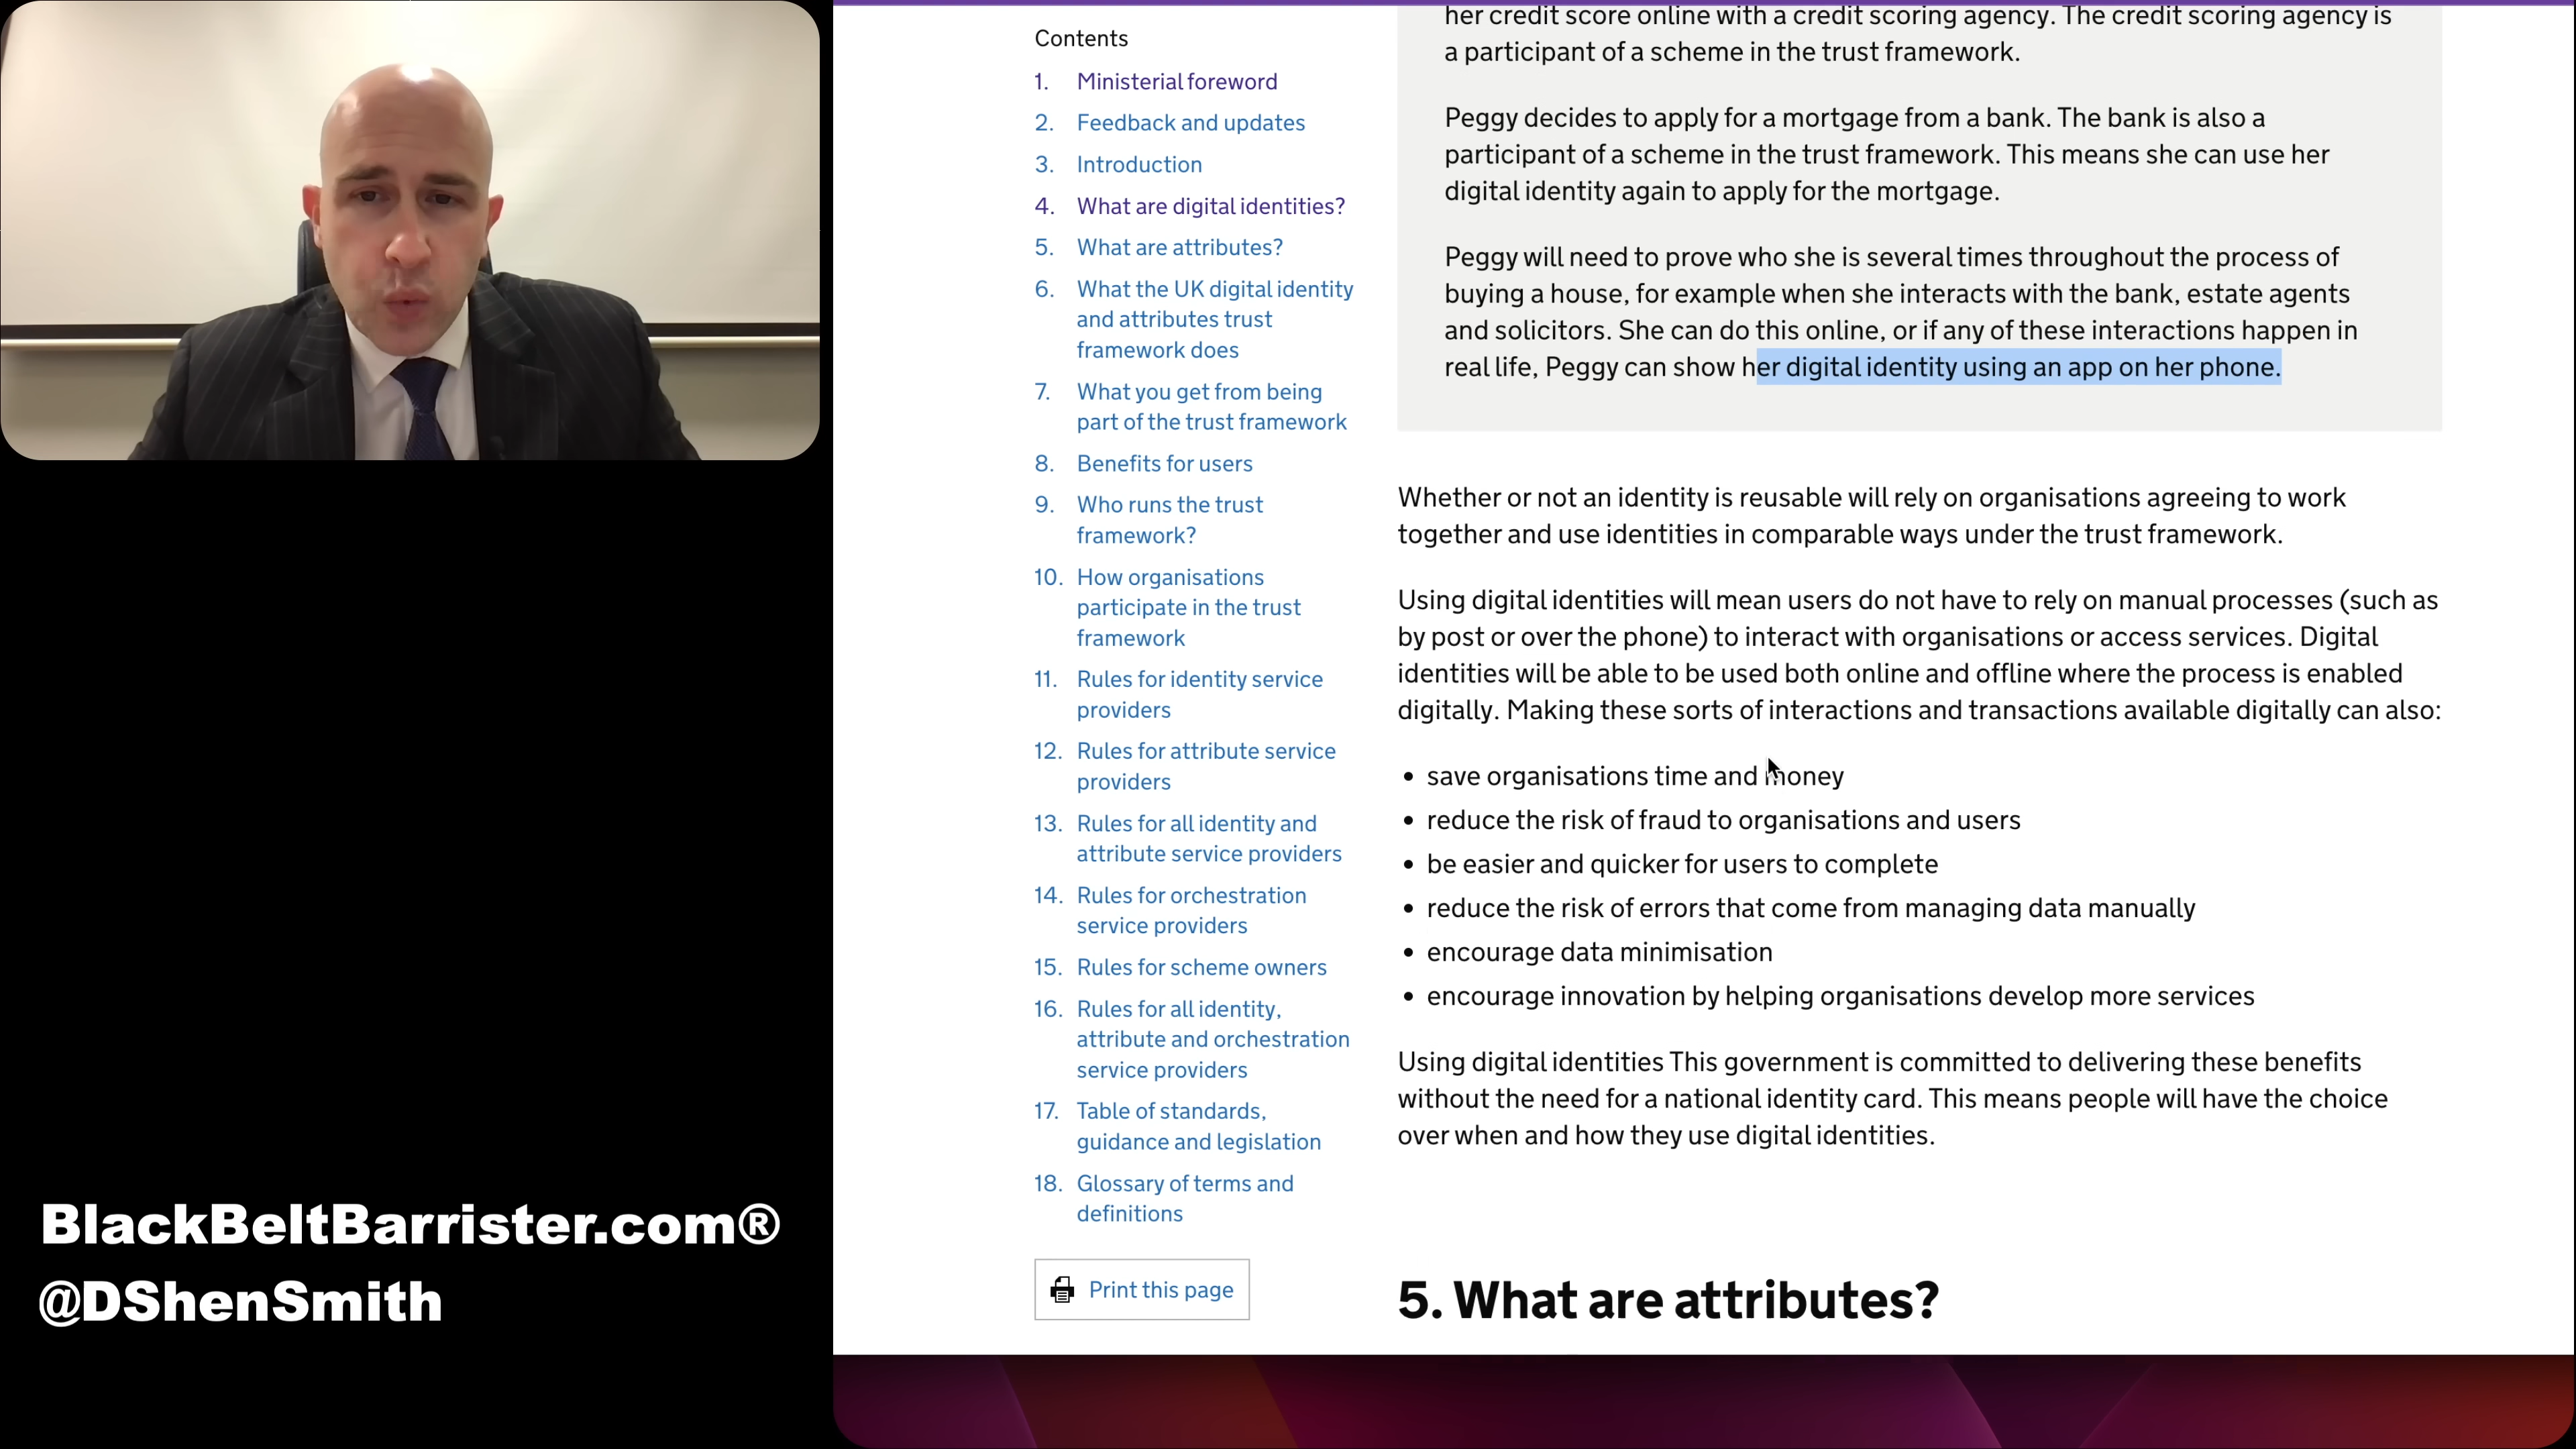 BlackBeltBarrister.com®
@DShenSmith
Contents
1. Ministerial foreword
2. Feedback and updates
3. Introduction
4. What are digital identities?
5. What are attributes?
6. What the UK digital identity
and attributes trust
framework does
7. What you get from being
part of the trust framework
8. Benefits for users
9. Who runs the trust
framework?
10. How organisations
participate in the trust
framework
11. Rules for identity service
providers
12. Rules for attribute service
providers
13. Rules for all identity and
attribute service providers
14. Rules for orchestration
service providers
15. Rules for scheme owners
16. Rules for all identity,
attribute and orchestration
service providers
17. Table of standards,
guidance and legislation
18. Glossary of terms and
definitions
Print this page
her credit score online with a credit scoring agency. The credit scoring agency is
a participant of a scheme in the trust framework.
Peggy decides to apply for a mortgage from a bank. The bank is also a
participant of a scheme in the trust framework. This means she can use her
digital identity again to apply for the mortgage.
Peggy will need to prove who she is several times throughout the process of
buying a house, for example when she interacts with the bank, estate agents
and solicitors. She can do this online, or if any of these interactions happen in
real life, Peggy can show her digital identity using an app on her phone.
Whether or not an identity is reusable will rely on organisations agreeing to work
together and use identities in comparable ways under the trust framework.
Using digital identities will mean users do not have to rely on manual processes (such as
by post or over the phone) to interact with organisations or access services. Digital
identities will be able to be used both online and offline where the process is enabled
digitally. Making these sorts of interactions and transactions available digitally can also:
• save organisations time and money
• reduce the risk of fraud to organisations and users
• be easier and quicker for users to complete
• reduce the risk of errors that come from managing data manually
• encourage data minimisation
• encourage innovation by helping organisations develop more services
Using digital identities This government is committed to delivering these benefits
without the need for a national identity card. This means people will have the choice
over when and how they use digital identities.
5. What are attributes?